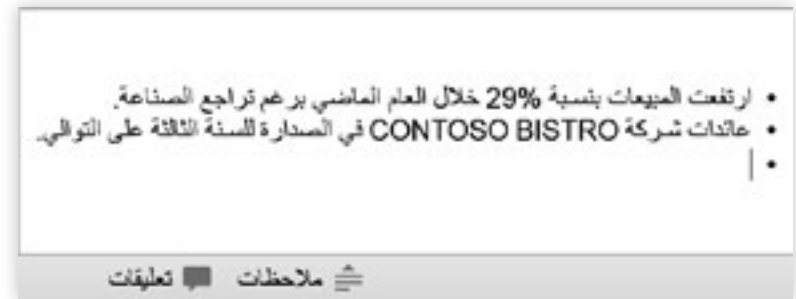 • ارتفعت المبيعات بنسبة 29% خلال العام الماضي برغم تراجع الصناعة.
• عائدات شركة CONTOSO BISTRO في الصدارة للسنة الثالثة على التوالي.
•
ملاحظات تعليقات